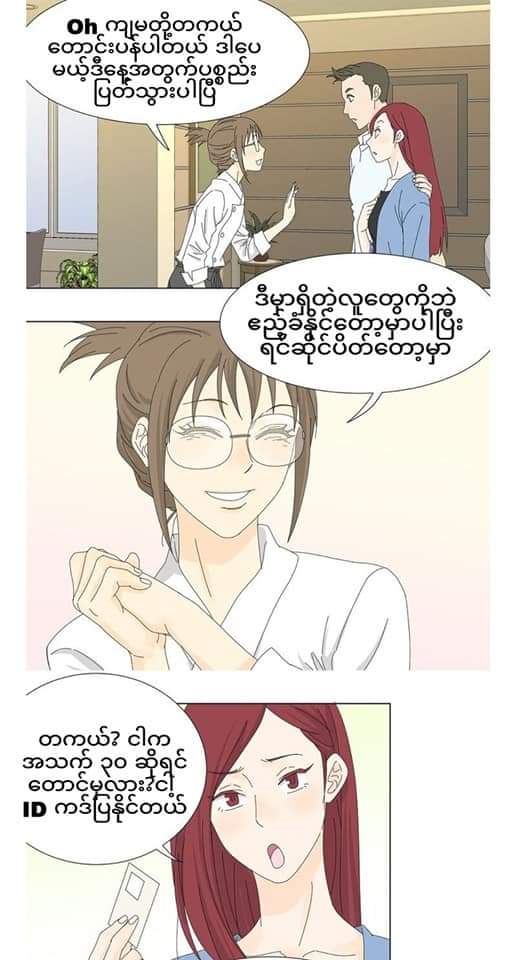 Oh ကျမတို့တကယ်
တောင်းပန်ပါတယ် ဒါပေ
မယ့်ဒီနေ့အတွက်ပစ္စည်း
ပြတ်သွားပါပြီ
ဒီမှာရှိတဲ့လူတွေကိုဘဲ
ဧည့်ခံနိုင်တော့မှာပါပြီး
ရင်ဆိုင်ပိတ်တော့မှာ
တကယ်? ငါက
အသက် ၃၀ ဆိုရင်
တောင်မှလား?ငါ့
ID ကဒ်ပြနိုင်တယ်